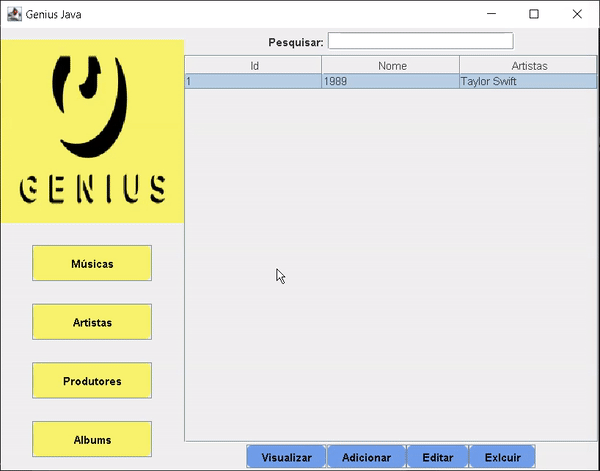 Genius Java
Pesquisar:
Id Nome Artistas
1 1989 Taylor Swift
GENIUS
Músicas
Artistas
Produtores
Albums
Visualizar Adicionar Editar Exlcuir